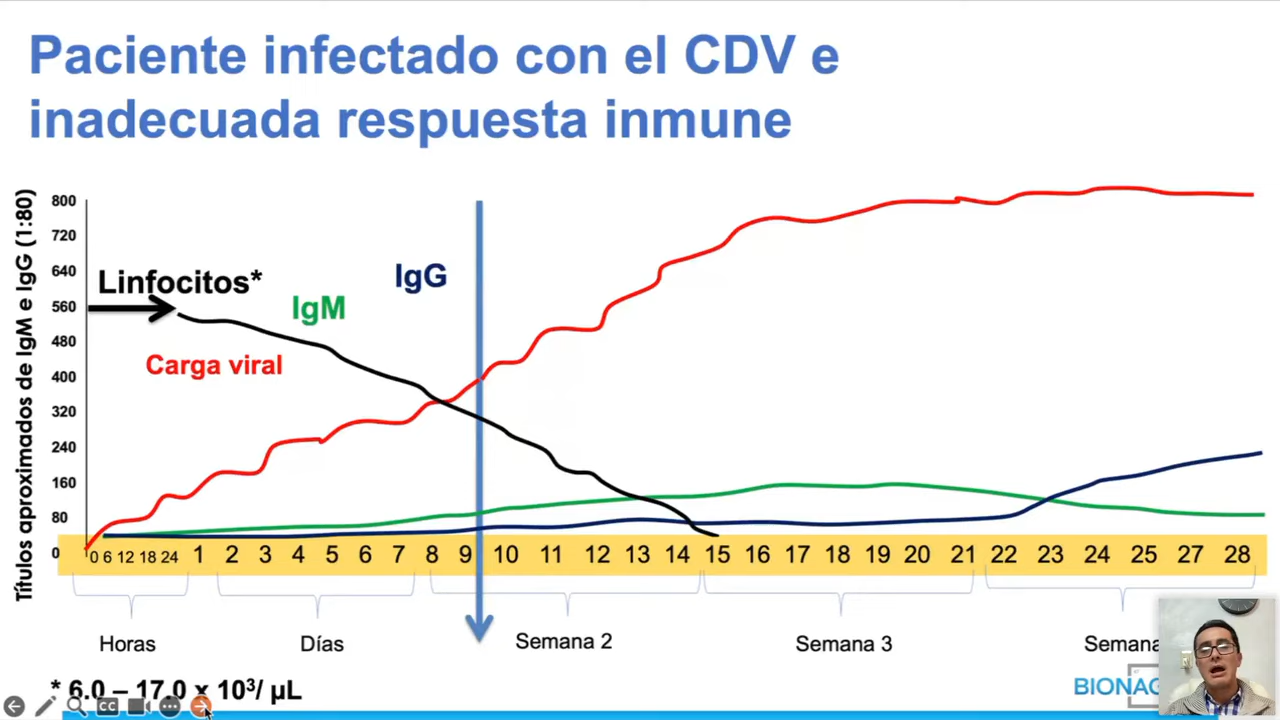 Paciente infectado con el CDV e
inadecuada respuesta inmune
Títulos aproximados de IgM e IgG (1:80)
800
720
640
560
480
400
320
240
160
80
0
Linfocitos*
IgM
IgG
Carga viral
0 6 12 18 24 1 2 3 4 5 6 7 8 9 10 11 12 13 14 15 16 17 18 19 20 21 22 23 24 25 27 28
Horas
Días
Semana 2
Semana 3
Semana
* 6.0 – 17.0 x 10³/ µL
CC